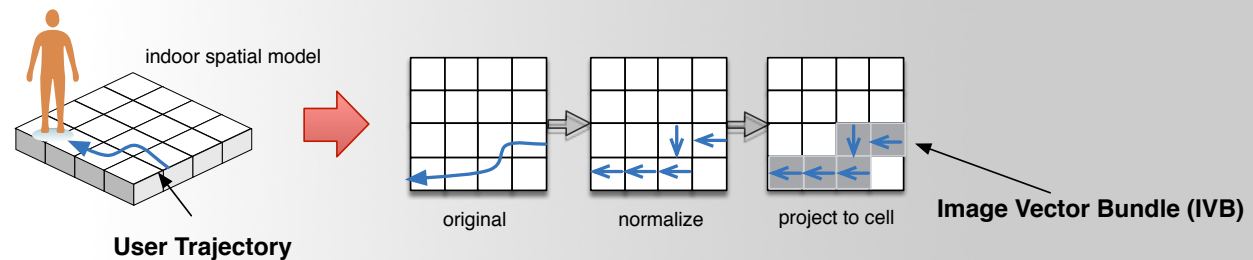 indoor spatial model
User Trajectory
original
normalize
project to cell
Image Vector Bundle (IVB)